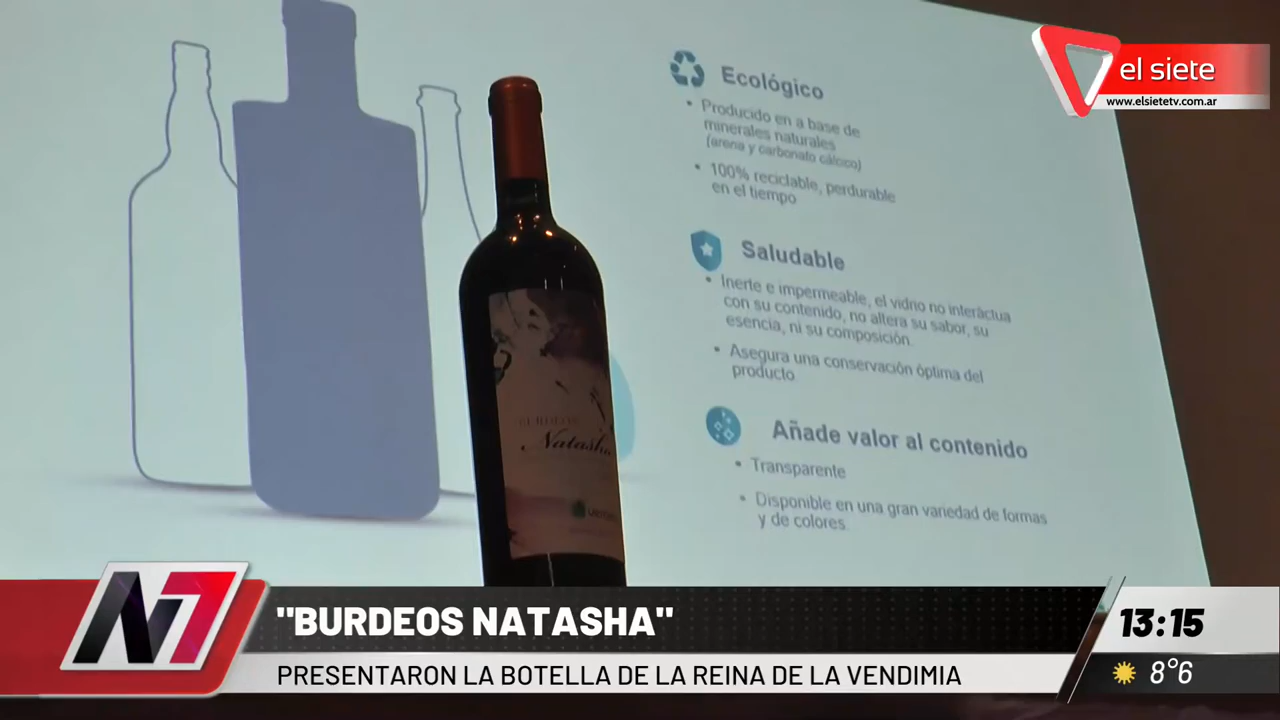 Ecológico
• Producido en a base de
minerales naturales
(arena y carbonato cálcico)
• 100% reciclable, perdurable
en el tiempo
Saludable
• Inerte e impermeable, el vidrio no interáctua
con su contenido, no altera su sabor, su
esencia, ni su composición.
• Asegura una conservación óptima del
producto
Añade valor al contenido
• Transparente
• Disponible en una gran variedad de formas
y de colores.
BURDEOS
Natasha
el siete
www.elsietetv.com.ar
N7
"BURDEOS NATASHA"
PRESENTARON LA BOTELLA DE LA REINA DE LA VENDIMIA
13:15
8°6